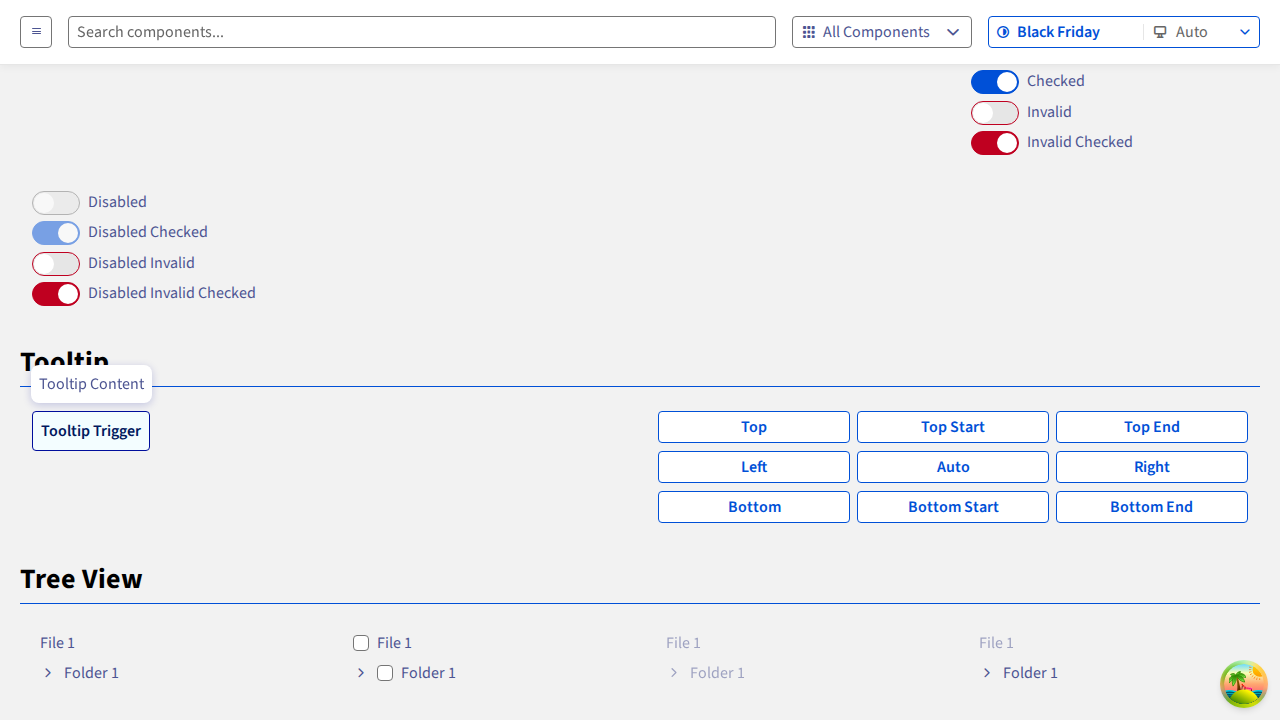 Search components...
All Components
Black Friday
Auto
Checked
Invalid
Invalid Checked
Disabled
Disabled Checked
Disabled Invalid
Disabled Invalid Checked
Tooltip
Tooltip Content
Tooltip Trigger
Top
Top Start
Top End
Left
Auto
Right
Bottom
Bottom Start
Bottom End
Tree View
File 1
File 1
File 1
File 1
Folder 1
Folder 1
Folder 1
Folder 1